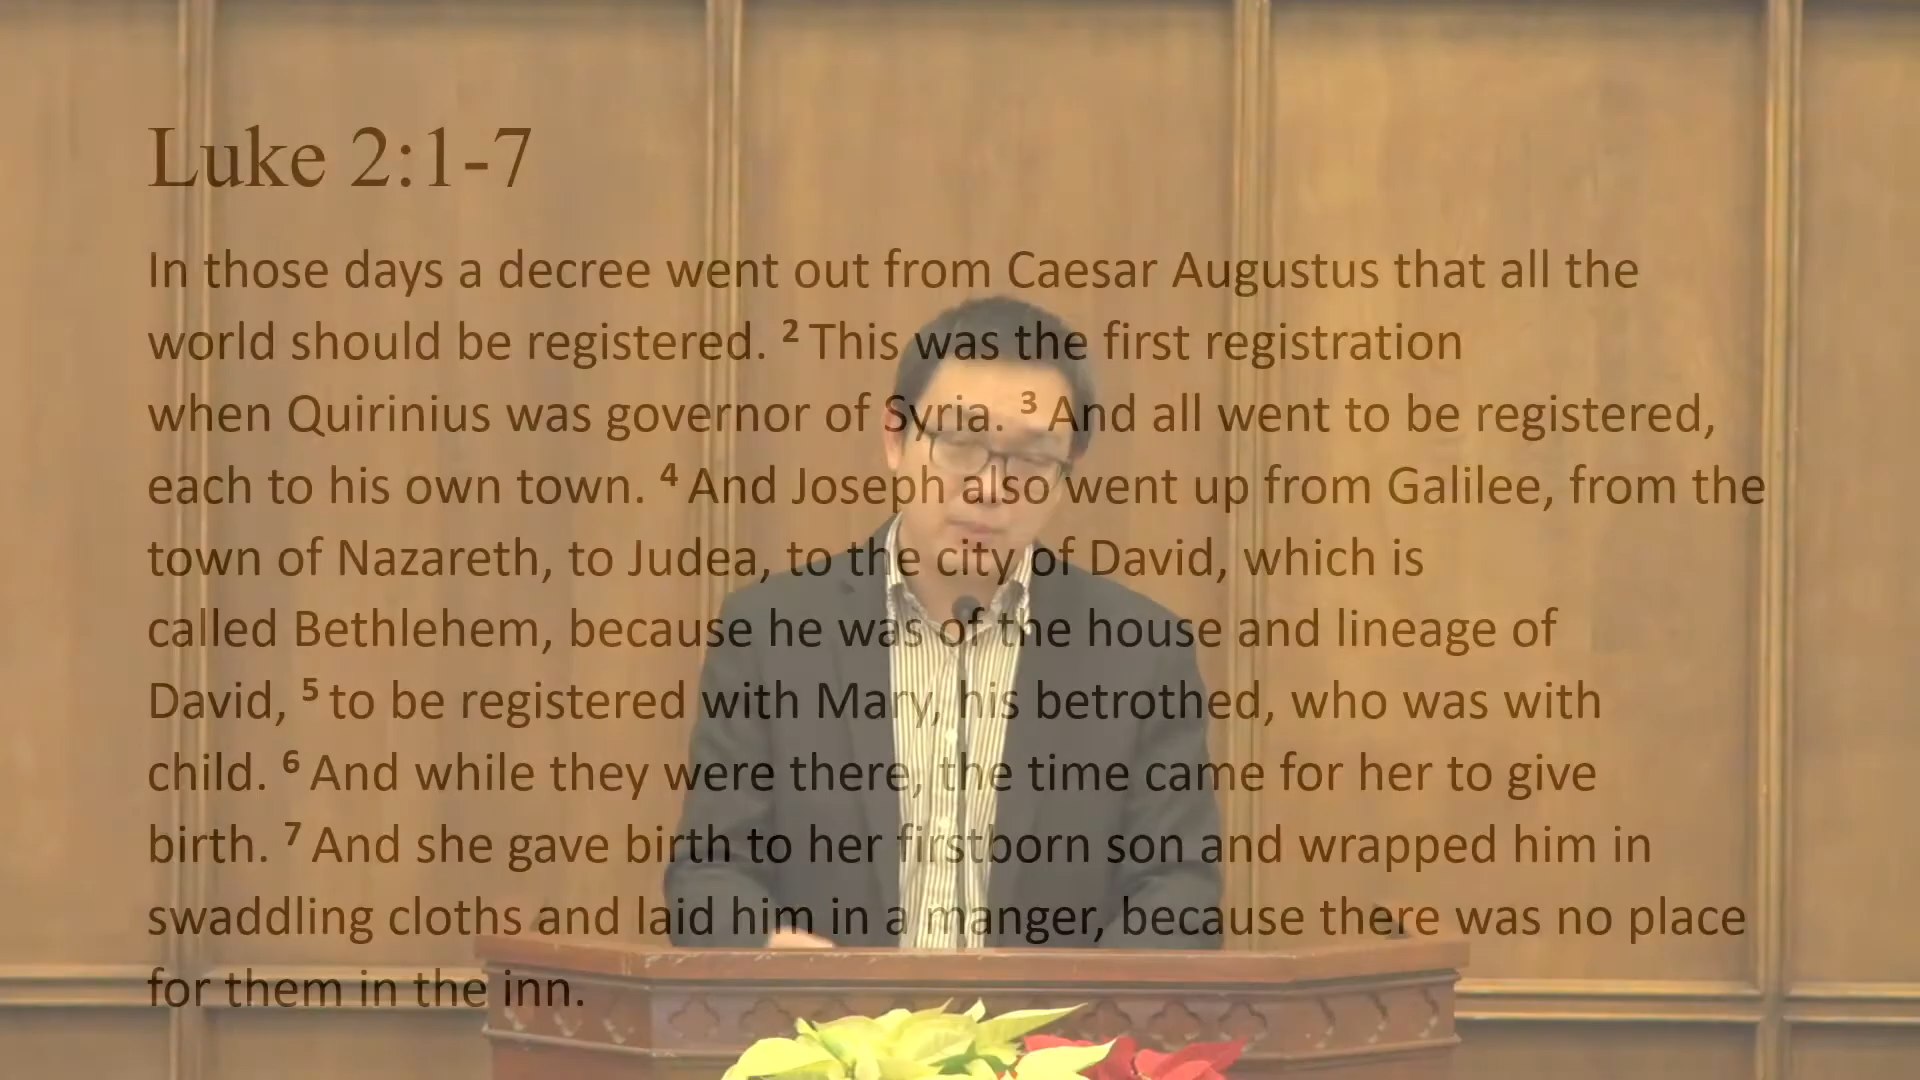 Luke 2:1-7
In those days a decree went out from Caesar Augustus that all the
world should be registered. 2 This was the first registration
when Quirinius was governor of Syria. 3 And all went to be registered,
each to his own town. 4 And Joseph also went up from Galilee, from the
town of Nazareth, to Judea, to the city of David, which is
called Bethlehem, because he was of the house and lineage of
David, 5 to be registered with Mary, his betrothed, who was with
child. 6 And while they were there, the time came for her to give
birth. 7 And she gave birth to her firstborn son and wrapped him in
swaddling cloths and laid him in a manger, because there was no place
for them in the inn.